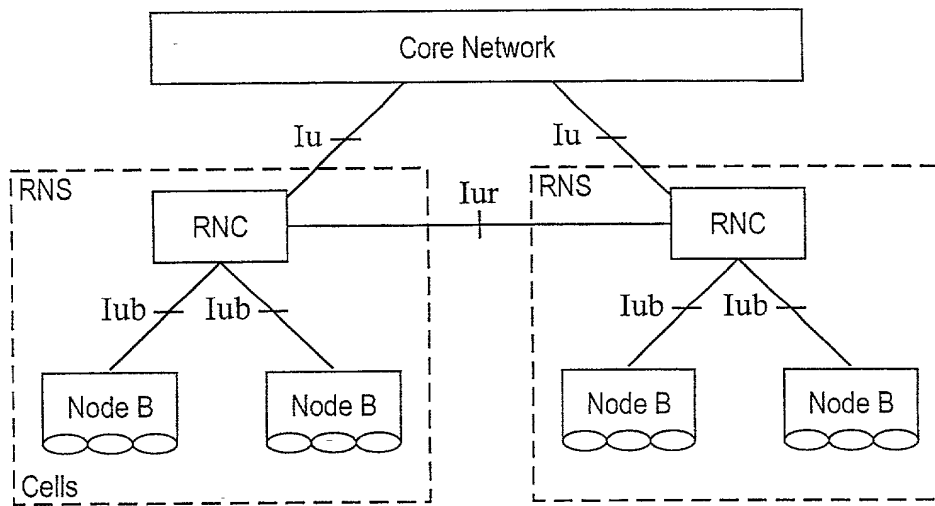 Core Network
Iu
Iu
RNS
RNS
Iur
RNC
RNC
Iub
Iub
Iub
Iub
Node B
Node B
Node B
Node B
Cells